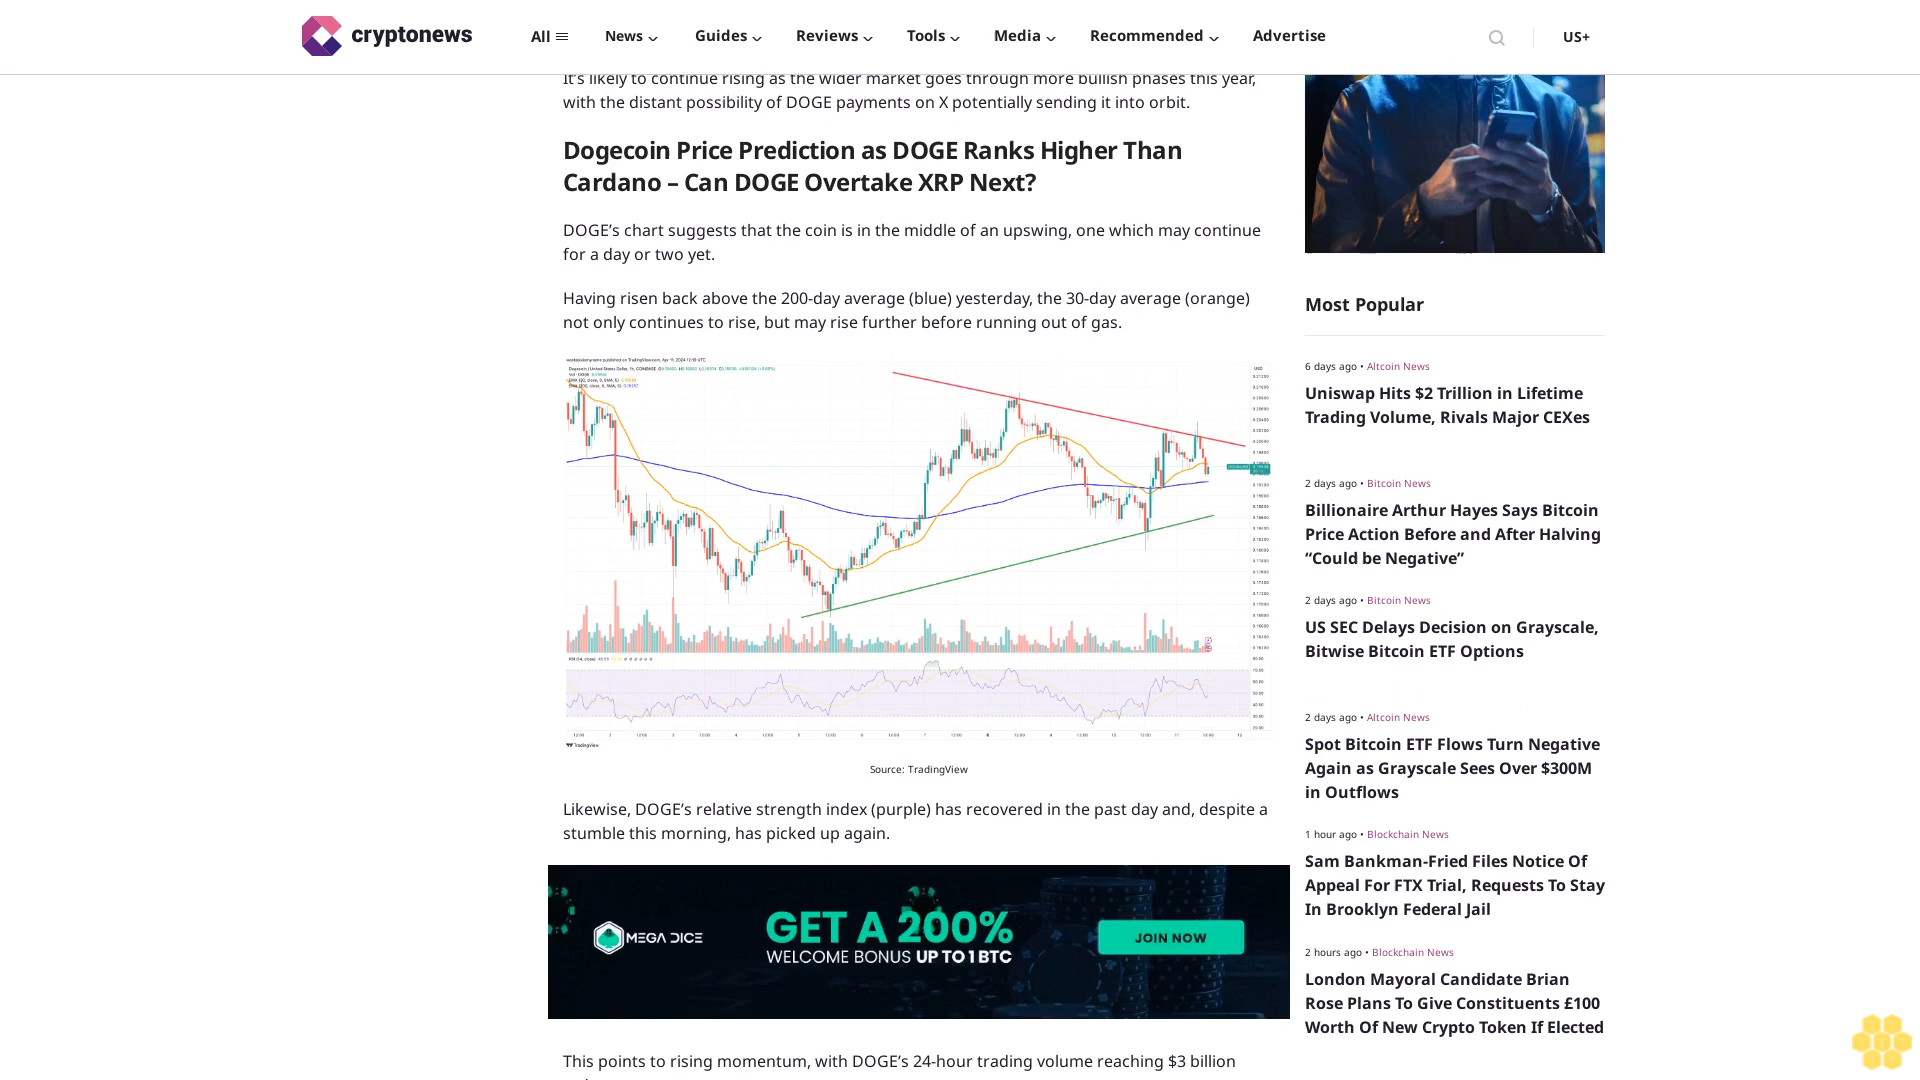 cryptonews
All
News
Guides
Reviews
Tools
Media
Recommended
Advertise
US+
It’s likely to continue rising as the wider market goes through more bullish phases this year,
with the distant possibility of DOGE payments on X potentially sending it into orbit.
Dogecoin Price Prediction as DOGE Ranks Higher Than
Cardano – Can DOGE Overtake XRP Next?
DOGE’s chart suggests that the coin is in the middle of an upswing, one which may continue
for a day or two yet.
Having risen back above the 200-day average (blue) yesterday, the 30-day average (orange)
not only continues to rise, but may rise further before running out of gas.
TradingView
Source: TradingView
Likewise, DOGE’s relative strength index (purple) has recovered in the past day and, despite a
stumble this morning, has picked up again.
MEGA DICE
GET A 200%
WELCOME BONUS UP TO 1 BTC
JOIN NOW
This points to rising momentum, with DOGE’s 24-hour trading volume reaching $3 billion
Most Popular
6 days ago • Altcoin News
Uniswap Hits $2 Trillion in Lifetime
Trading Volume, Rivals Major CEXes
2 days ago • Bitcoin News
Billionaire Arthur Hayes Says Bitcoin
Price Action Before and After Halving
“Could be Negative”
2 days ago • Bitcoin News
US SEC Delays Decision on Grayscale,
Bitwise Bitcoin ETF Options
2 days ago • Altcoin News
Spot Bitcoin ETF Flows Turn Negative
Again as Grayscale Sees Over $300M
in Outflows
1 hour ago • Blockchain News
Sam Bankman-Fried Files Notice Of
Appeal For FTX Trial, Requests To Stay
In Brooklyn Federal Jail
2 hours ago • Blockchain News
London Mayoral Candidate Brian
Rose Plans To Give Constituents £100
Worth Of New Crypto Token If Elected